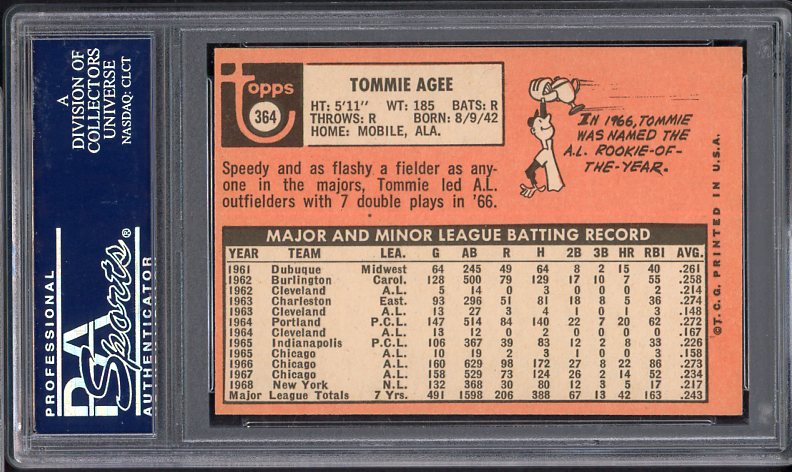 A
DIVISION OF
COLLECTORS
UNIVERSE
NASDAQ: CLCT
PROFESSIONAL
PSA
Sports®
AUTHENTICATOR
topps
364
TOMMIE AGEE
HT: 5'11" WT: 185 BATS: R
THROWS: R BORN: 8/9/42
HOME: MOBILE, ALA.
Speedy and as flashy a fielder as any-
one in the majors, Tommie led A.L.
outfielders with 7 double plays in '66.
IN 1966, TOMMIE
WAS NAMED THE
A.L. ROOKIE-OF-
THE-YEAR.
MAJOR AND MINOR LEAGUE BATTING RECORD
YEAR TEAM LEA. G AB R H 2B 3B HR RBI AVG.
1961 Dubuque Midwest 64 245 49 64 8 2 15 40 .261
1962 Burlington Carol. 128 500 79 129 17 10 7 55 .258
1962 Cleveland A.L. 5 14 0 3 0 0 0 2 .214
1963 Charleston East. 93 296 51 81 18 8 5 36 .274
1963 Cleveland A.L. 13 27 3 4 1 0 1 3 .148
1964 Portland P.C.L. 147 514 84 140 22 7 20 62 .272
1964 Cleveland A.L. 13 12 0 2 0 0 0 0 .167
1965 Indianapolis P.C.L. 106 367 39 83 12 2 8 33 .226
1965 Chicago A.L. 10 19 2 3 1 0 0 3 .158
1966 Chicago A.L. 160 629 98 172 27 8 22 86 .273
1967 Chicago A.L. 158 529 73 124 26 2 14 52 .234
1968 New York N.L. 132 368 30 80 12 3 5 17 .217
Major League Totals 7 Yrs. 491 1598 206 388 67 13 42 163 .243
©T.C.G. PRINTED IN U.S.A.